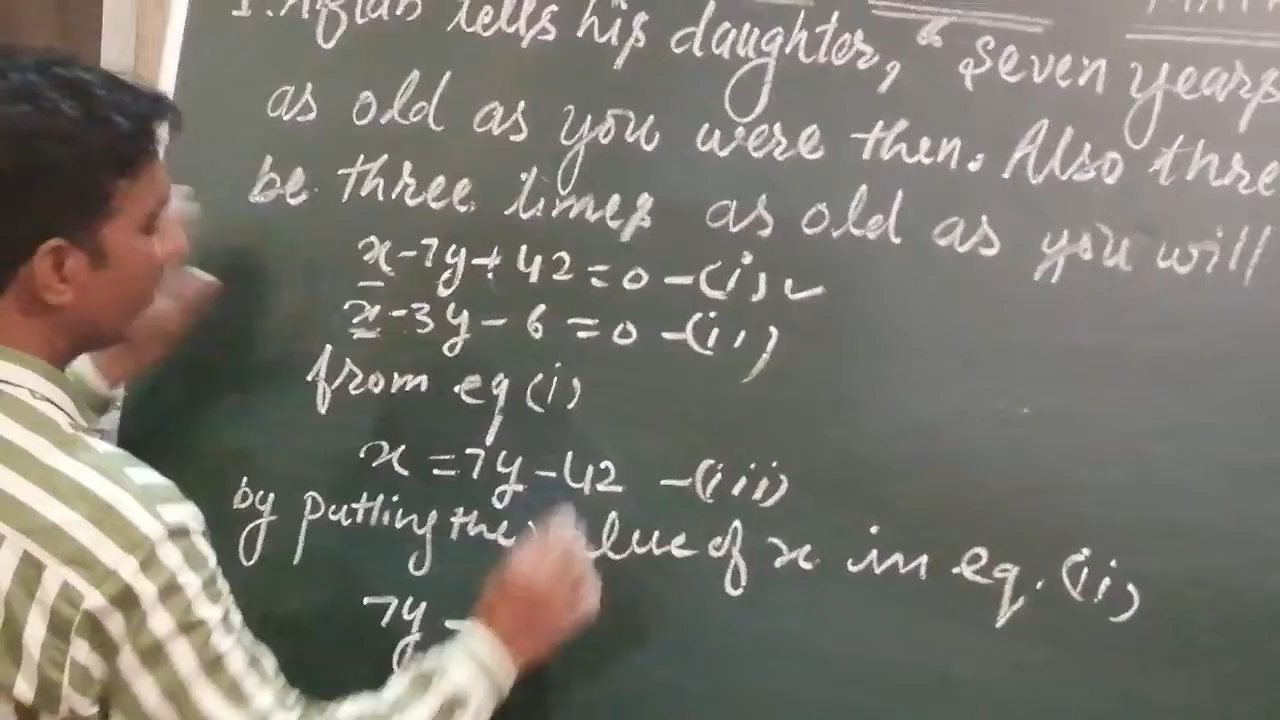 1. Aftab tells his daughter, " Seven years
as old as you were then. Also thre
be three times as old as you will
x-7y+42=0 -(i) ✓
x-3y-6=0 -(ii)
from eq (i)
x=7y-42 -(iii)
by putting the value of x in eq. (ii)
7y -